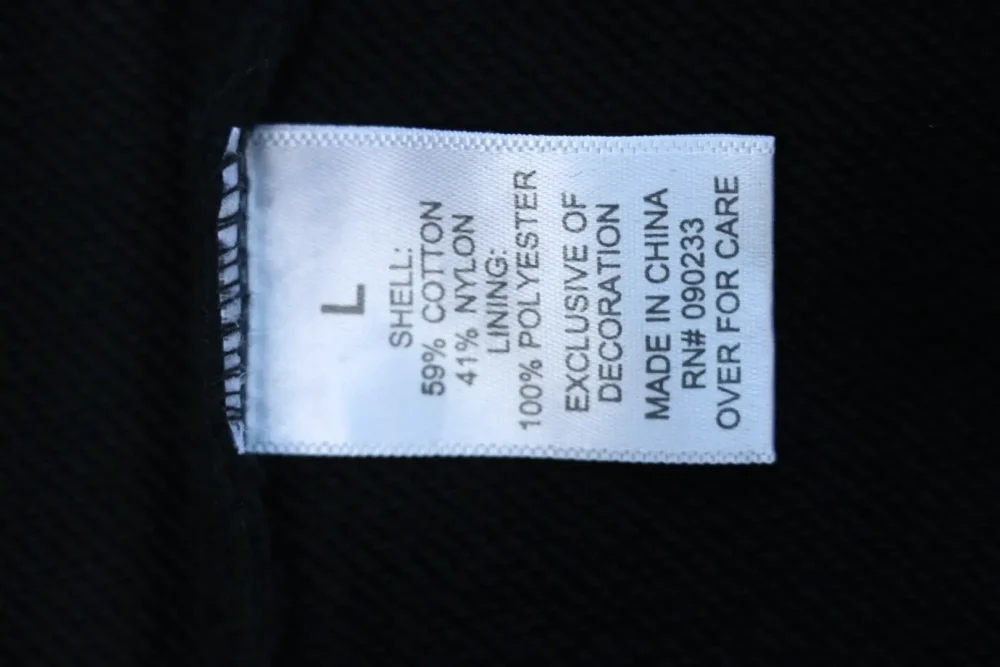 L
SHELL:
59% COTTON
41% NYLON
LINING:
100% POLYESTER
EXCLUSIVE OF
DECORATION
MADE IN CHINA
RN# 090233
OVER FOR CARE